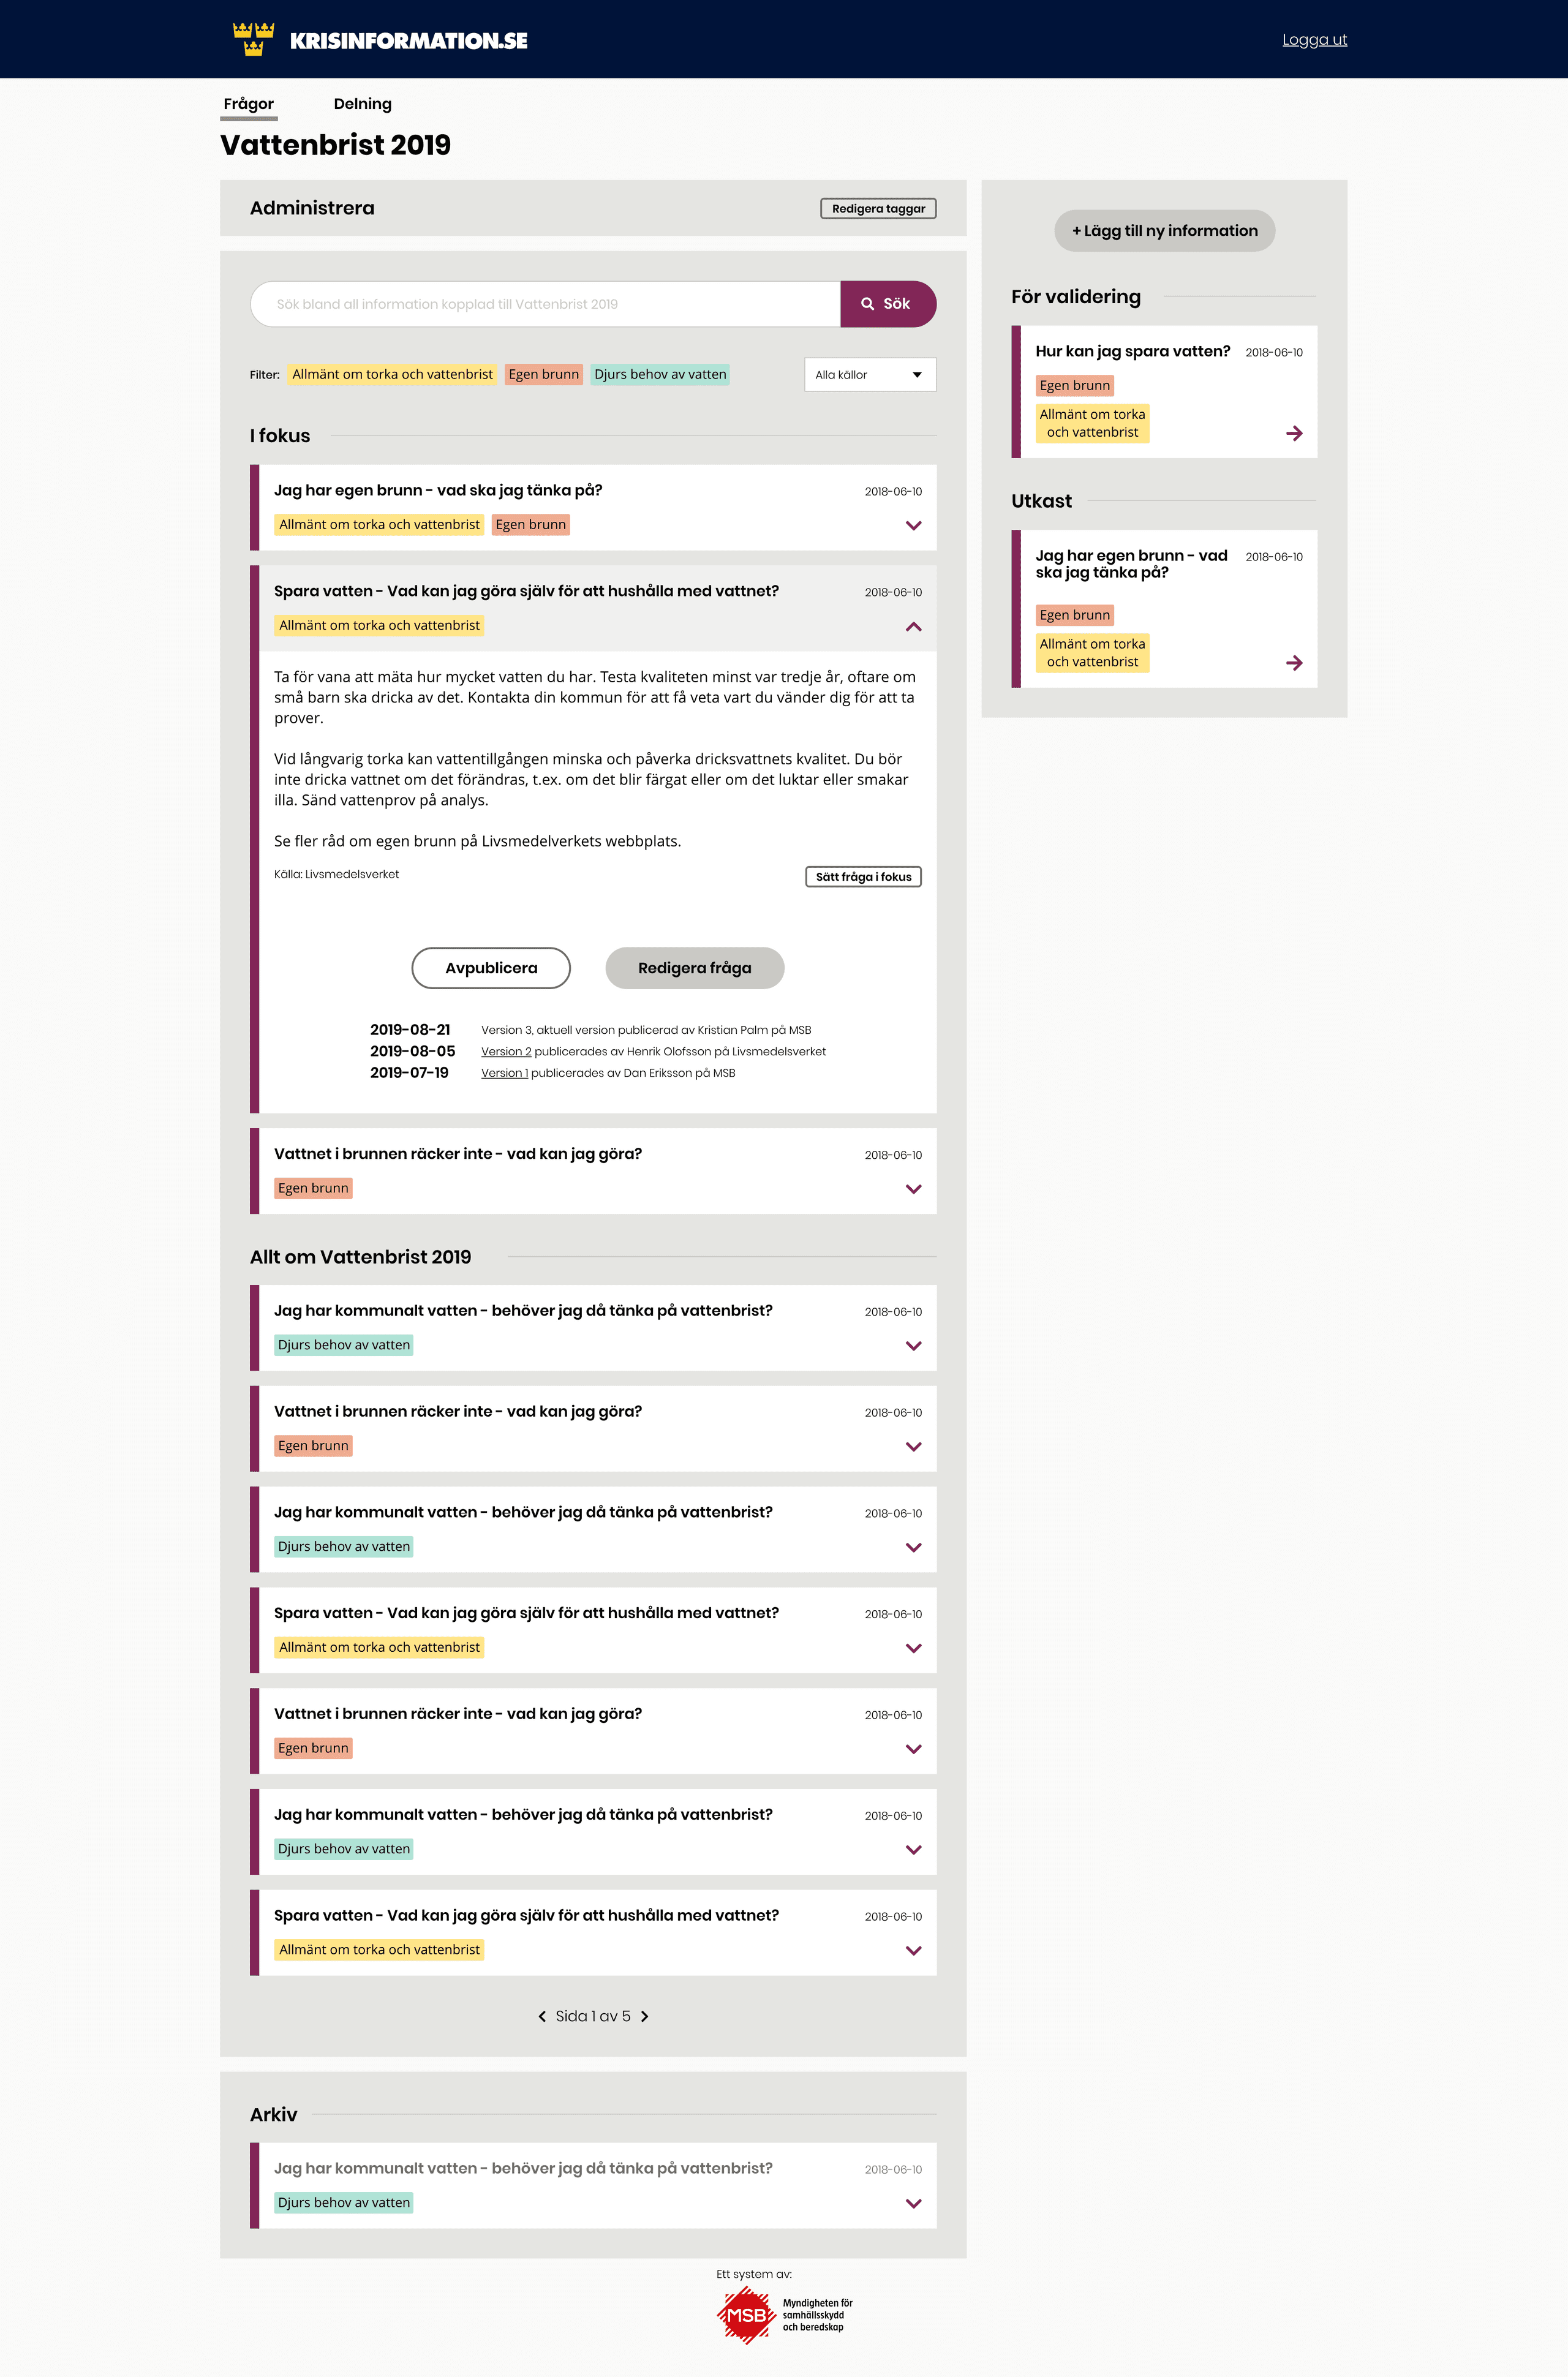 KRISINFORMATION.SE
Logga ut
Frågor
Delning
Vattenbrist 2019
Administrera
Redigera taggar
Sök bland all information kopplad till Vattenbrist 2019
Sök
Filter:
Allmänt om torka och vattenbrist
Egen brunn
Djurs behov av vatten
Alla källor
I fokus
Jag har egen brunn - vad ska jag tänka på?
2018-06-10
Allmänt om torka och vattenbrist
Egen brunn
Spara vatten - Vad kan jag göra själv för att hushålla med vattnet?
2018-06-10
Allmänt om torka och vattenbrist
Ta för vana att mäta hur mycket vatten du har. Testa kvaliteten minst var tredje år, oftare om
små barn ska dricka av det. Kontakta din kommun för att få veta vart du vänder dig för att ta
prover.
Vid långvarig torka kan vattentillgången minska och påverka dricksvattnets kvalitet. Du bör
inte dricka vattnet om det förändras, t.ex. om det blir färgat eller om det luktar eller smakar
illa. Sänd vattenprov på analys.
Se fler råd om egen brunn på Livsmedelverkets webbplats.
Källa: Livsmedelsverket
Sätt fråga i fokus
Avpublicera
Redigera fråga
2019-08-21 Version 3, aktuell version publicerad av Kristian Palm på MSB
2019-08-05 Version 2 publicerades av Henrik Olofsson på Livsmedelsverket
2019-07-19 Version 1 publicerades av Dan Eriksson på MSB
Vattnet i brunnen räcker inte - vad kan jag göra?
2018-06-10
Egen brunn
Allt om Vattenbrist 2019
Jag har kommunalt vatten - behöver jag då tänka på vattenbrist?
2018-06-10
Djurs behov av vatten
Vattnet i brunnen räcker inte - vad kan jag göra?
2018-06-10
Egen brunn
Jag har kommunalt vatten - behöver jag då tänka på vattenbrist?
2018-06-10
Djurs behov av vatten
Spara vatten - Vad kan jag göra själv för att hushålla med vattnet?
2018-06-10
Allmänt om torka och vattenbrist
Vattnet i brunnen räcker inte - vad kan jag göra?
2018-06-10
Egen brunn
Jag har kommunalt vatten - behöver jag då tänka på vattenbrist?
2018-06-10
Djurs behov av vatten
Spara vatten - Vad kan jag göra själv för att hushålla med vattnet?
2018-06-10
Allmänt om torka och vattenbrist
Sida 1 av 5
Arkiv
Jag har kommunalt vatten - behöver jag då tänka på vattenbrist?
2018-06-10
Djurs behov av vatten
+ Lägg till ny information
För validering
Hur kan jag spara vatten?
2018-06-10
Egen brunn
Allmänt om torka
och vattenbrist
Utkast
Jag har egen brunn - vad
ska jag tänka på?
2018-06-10
Egen brunn
Allmänt om torka
och vattenbrist
Ett system av:
MSB
Myndigheten för
samhällsskydd
och beredskap